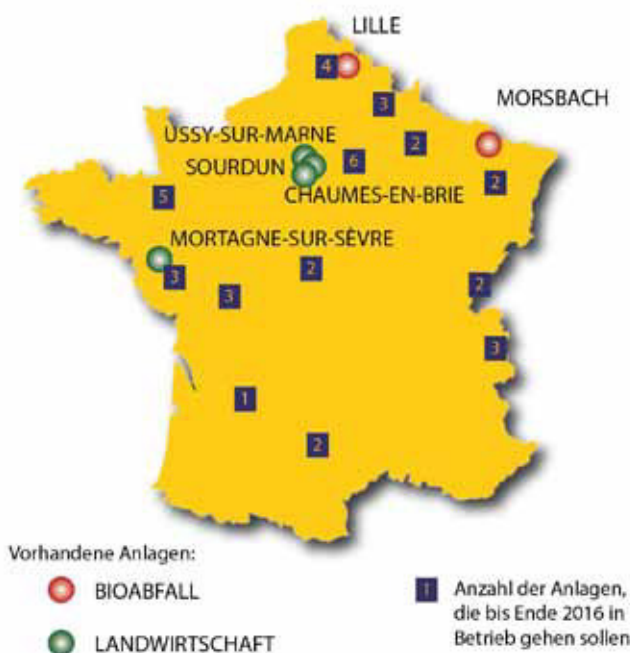 LILLE
4
3
MORSBACH
USSY-SUR-MARNE
2
SOURDUN
6
CHAUMES-EN-BRIE
2
5
MORTAGNE-SUR-SÈVRE
3
2
3
2
3
1
2
Vorhandene Anlagen:
BIOABFALL
LANDWIRTSCHAFT
1
Anzahl der Anlagen,
die bis Ende 2016 in
Betrieb gehen sollen